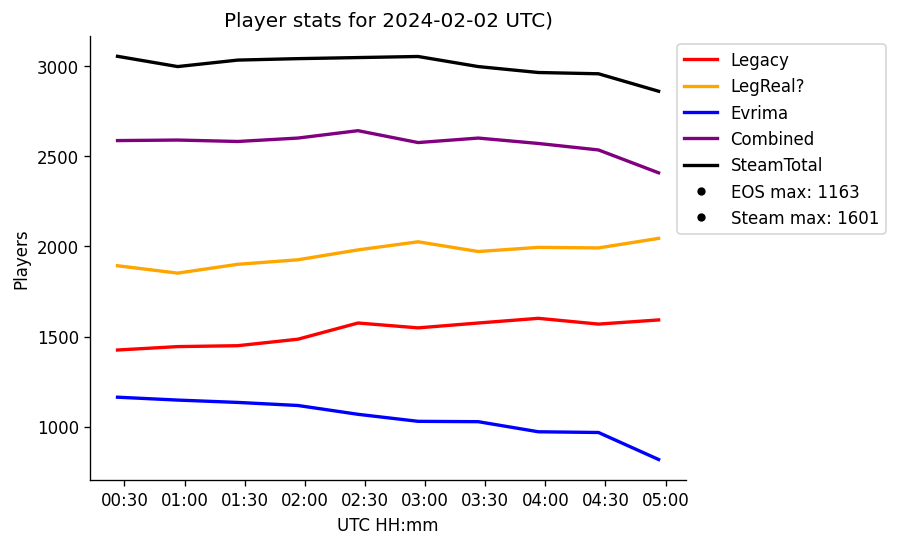 Player stats for 2024-02-02 UTC)
Players
3000
2500
2000
1500
1000
00:30 01:00 01:30 02:00 02:30 03:00 03:30 04:00 04:30 05:00
UTC HH:mm
Legacy
LegReal?
Evrima
Combined
SteamTotal
EOS max: 1163
Steam max: 1601